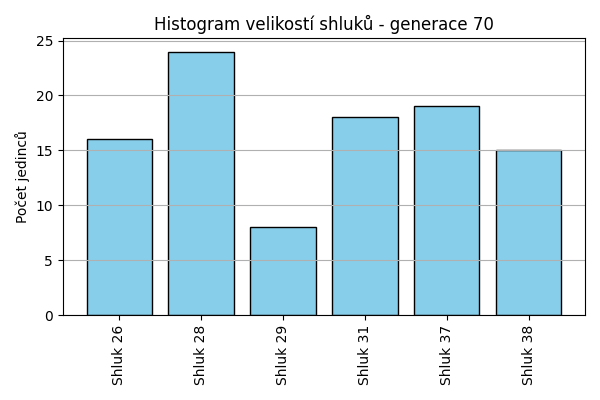 Histogram velikostí shluků - generace 70
Počet jedinců
25
20
15
10
5
0
Shluk 26
Shluk 28
Shluk 29
Shluk 31
Shluk 37
Shluk 38